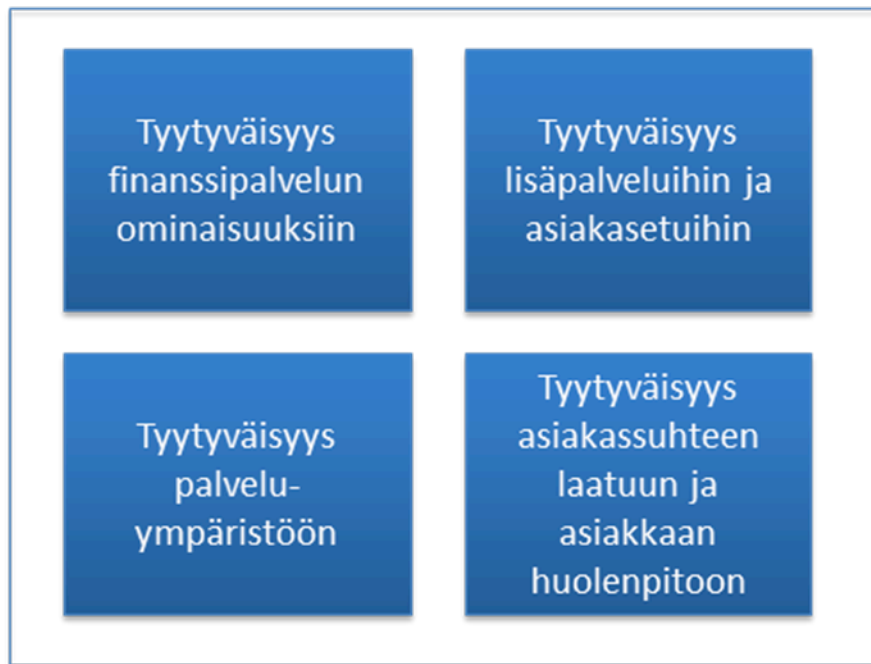 Tyytyväisyys
finanssipalvelun
ominaisuuksiin
Tyytyväisyys
lisäpalveluihin ja
asiakasetuihin
Tyytyväisyys
palvelu-
ympäristöön
Tyytyväisyys
asiakassuhteen
laatuun ja
asiakkaan
huolenpitoon